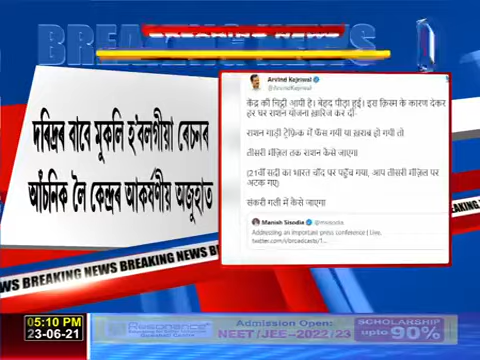 BREAKING NEWS
BREAKING NEWS
দৰিদ্ৰৰ বাবে মুকলি হ'বলগীয়া ৰেচনৰ
আঁচনিক লৈ কেন্দ্ৰৰ আকৰ্ষণীয় অজুহাত
Arvind Kejriwal
@ArvindKejriwal
केंद्र की चिट्ठी आयी है। बेहद पीड़ा हुई। इस क़िस्म के कारण देकर
हर घर राशन योजना ख़ारिज कर दी-
राशन गाड़ी ट्रैफ़िक में फँस गयी या ख़राब हो गयी तो
तीसरी मंज़िल तक राशन कैसे जाएगा
(21वीं सदी का भारत चाँद पर पहुँच गया, आप तीसरी मंज़िल पर
अटक गए)
संकरी गली में कैसे जाएगा
Manish Sisodia @msisodia
Addressing an important press conference | Live.
twitter.com/i/broadcasts/1...
WS BREAKING NEWS BREAKING NEWS BREAKING NEWS
05:10 PM
23-06-21
Resonance
Admission Open:
NEET/JEE-2022/23
SCHOLARSHIP
upto 90%